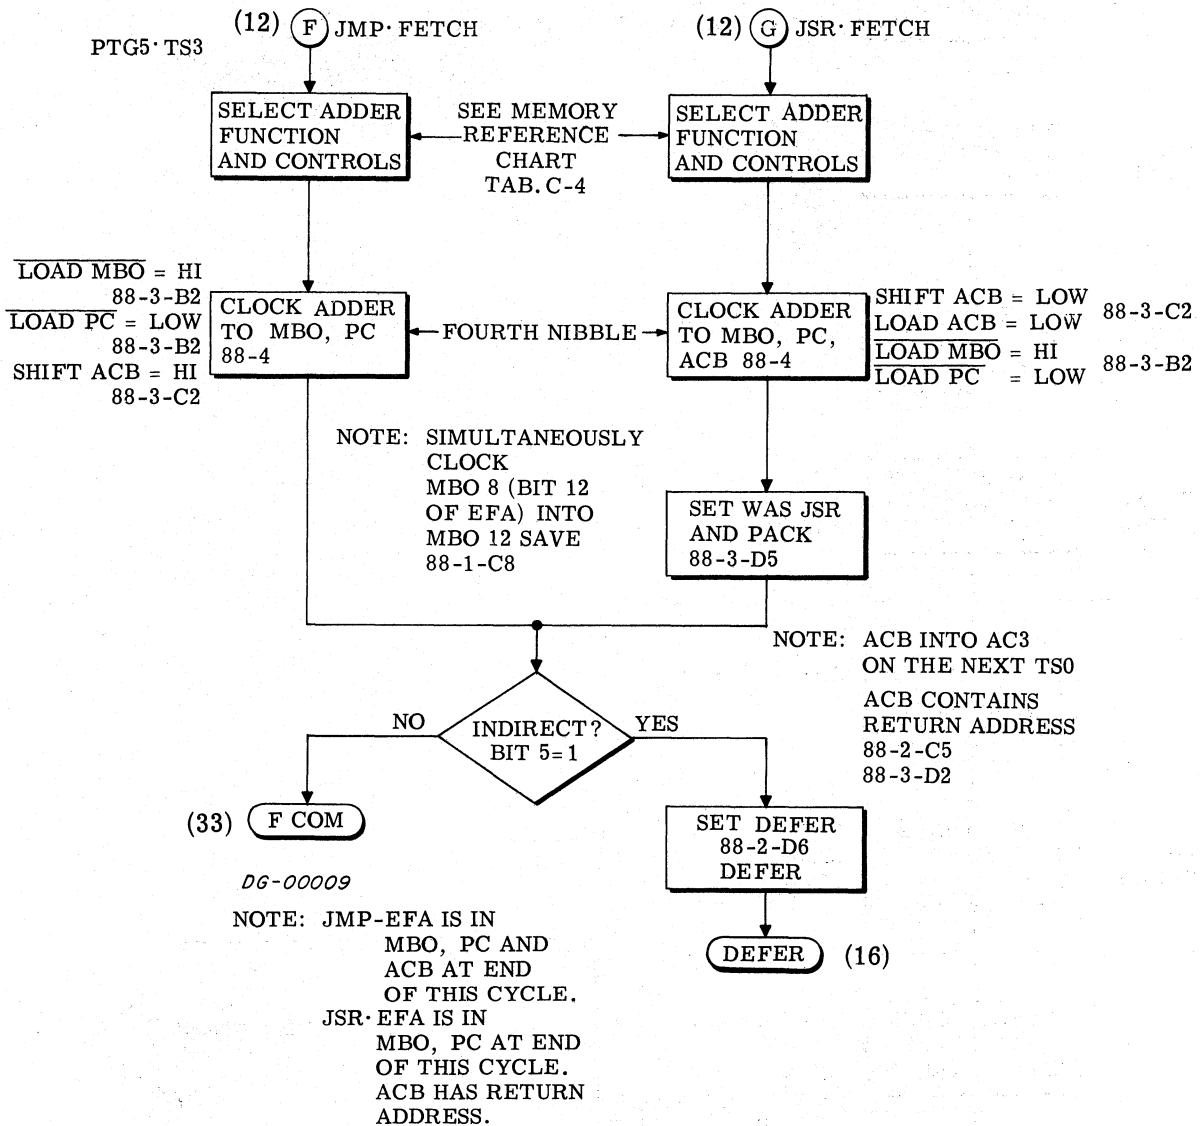 (12) F JMP· FETCH
PTG5· TS3
(12) G JSR· FETCH
SELECT ADDER
FUNCTION
AND CONTROLS
SEE MEMORY
REFERENCE
CHART
TAB. C-4
SELECT ADDER
FUNCTION
AND CONTROLS
LOAD MBO = HI
88-3-B2
LOAD PC = LOW
88-3-B2
SHIFT ACB = HI
88-3-C2
CLOCK ADDER
TO MBO, PC
88-4
FOURTH NIBBLE
CLOCK ADDER
TO MBO, PC,
ACB 88-4
SHIFT ACB = LOW
LOAD ACB = LOW
88-3-C2
LOAD MBO = HI
LOAD PC = LOW
88-3-B2
NOTE: SIMULTANEOUSLY
CLOCK
MBO 8 (BIT 12
OF EFA) INTO
MBO 12 SAVE
88-1-C8
SET WAS JSR
AND PACK
88-3-D5
NOTE: ACB INTO AC3
ON THE NEXT TS0
ACB CONTAINS
RETURN ADDRESS
88-2-C5
88-3-D2
NO
INDIRECT?
BIT 5=1
YES
(33) F COM
SET DEFER
88-2-D6
DEFER
DEFER (16)
DG-00009
NOTE: JMP-EFA IS IN
MBO, PC AND
ACB AT END
OF THIS CYCLE.
JSR· EFA IS IN
MBO, PC AT END
OF THIS CYCLE.
ACB HAS RETURN
ADDRESS.